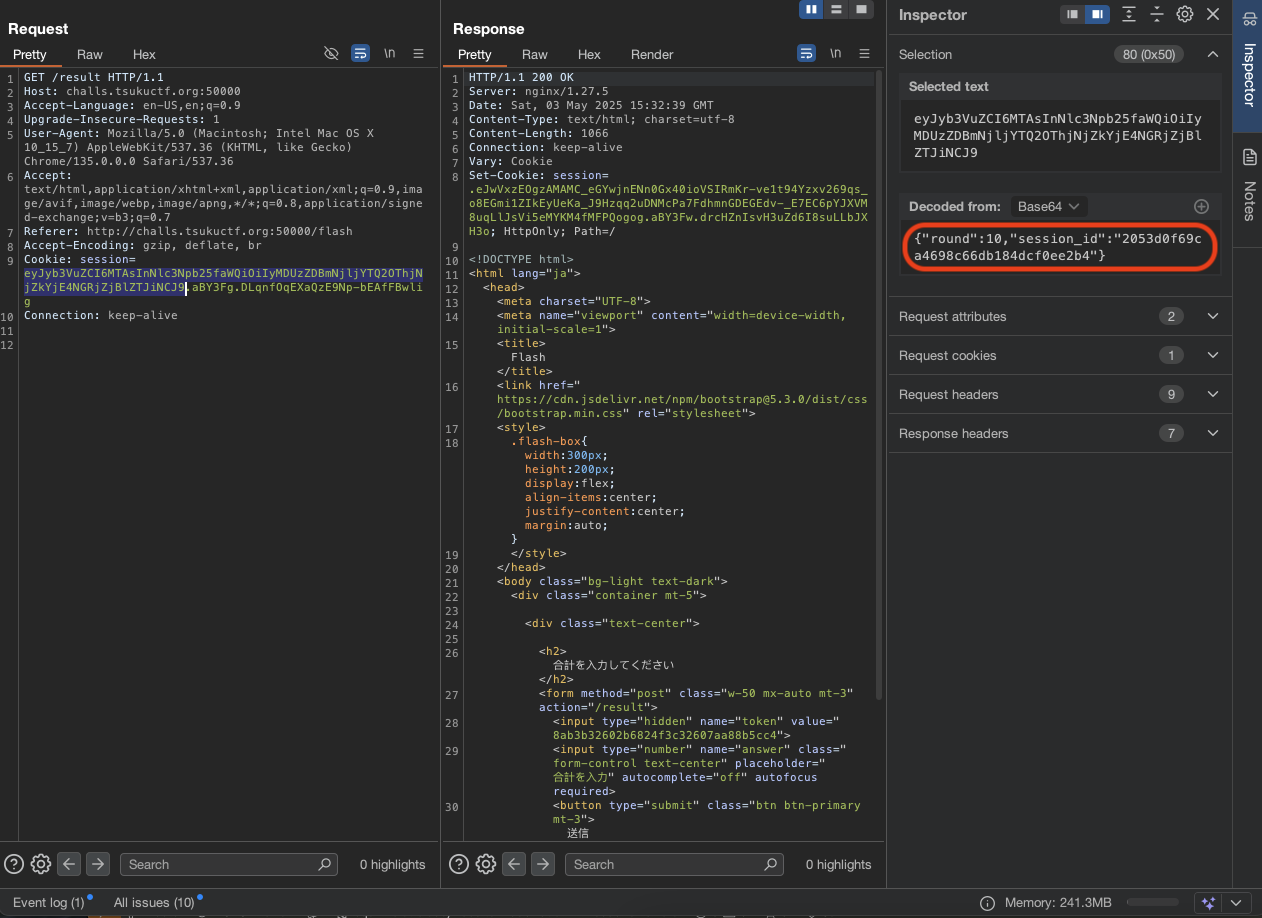 Request
Pretty Raw Hex \n
1 GET /result HTTP/1.1
2 Host: challs.tsukuctf.org:50000
3 Accept-Language: en-US,en;q=0.9
4 Upgrade-Insecure-Requests: 1
5 User-Agent: Mozilla/5.0 (Macintosh; Intel Mac OS X
10_15_7) AppleWebKit/537.36 (KHTML, like Gecko)
Chrome/135.0.0.0 Safari/537.36
6 Accept:
text/html,application/xhtml+xml,application/xml;q=0.9,ima
ge/avif,image/webp,image/apng,*/*;q=0.8,application/signe
d-exchange;v=b3;q=0.7
7 Referer: http://challs.tsukuctf.org:50000/flash
8 Accept-Encoding: gzip, deflate, br
9 Cookie: session=
eyJyb3VuZCI6MTAsInNlc3Npb25faWQiOiIyMDUzZDBmNjljYTQ2OThjN
jZkYjE4NGRjZjBlZTJiNCJ9.aBY3Fg.DLqnfOqEXaQzE9Np-bEAfFBwli
g
10 Connection: keep-alive
11
12
Search 0 highlights
Response
Pretty Raw Hex Render \n
1 HTTP/1.1 200 OK
2 Server: nginx/1.27.5
3 Date: Sat, 03 May 2025 15:32:39 GMT
4 Content-Type: text/html; charset=utf-8
5 Content-Length: 1066
6 Connection: keep-alive
7 Vary: Cookie
8 Set-Cookie: session=
.eJwVxzEOgzAMAMC_eGYwjnENn0Gx40ioVSIRmKr-ve1t94Yzxv269qs_
o8EGmi1ZIkEyUeKa_J9Hzqq2uDNMcPa7FdhmnGDEGEdv-_E7EC6pYJXVM
8uqLlJsVi5eMYKM4fMFPQogog.aBY3Fw.drcHZnIsvH3uZd6I8suLLbJX
H3o; HttpOnly; Path=/
9
10 <!DOCTYPE html>
11 <html lang="ja">
12 <head>
13 <meta charset="UTF-8">
14 <meta name="viewport" content="width=device-width,
initial-scale=1">
15 <title>
Flash
</title>
16 <link href="
https://cdn.jsdelivr.net/npm/bootstrap@5.3.0/dist/css
/bootstrap.min.css" rel="stylesheet">
17 <style>
18 .flash-box{
width:300px;
height:200px;
display:flex;
align-items:center;
justify-content:center;
margin:auto;
}
19 </style>
20 </head>
21 <body class="bg-light text-dark">
22 <div class="container mt-5">
23
24 <div class="text-center">
25
26 <h2>
合計を入力してください
</h2>
27 <form method="post" class="w-50 mx-auto mt-3"
action="/result">
28 <input type="hidden" name="token" value="
8ab3b32602b6824f3c32607aa88b5cc4">
29 <input type="number" name="answer" class="
form-control text-center" placeholder="
合計を入力" autocomplete="off" autofocus
required>
30 <button type="submit" class="btn btn-primary
mt-3">
送信
Search 0 highlights
Inspector
Selection 80 (0x50)
Selected text
eyJyb3VuZCI6MTAsInNlc3Npb25faWQiOiIy
MDUzZDBmNjljYTQ2OThjNjZkYjE4NGRjZjBl
ZTJiNCJ9
Decoded from: Base64
{"round":10,"session_id":"2053d0f69c
a4698c66db184dcf0ee2b4"}
Request attributes 2
Request cookies 1
Request headers 9
Response headers 7
Inspector
Notes
Event log (1) All issues (10) Memory: 241.3MB